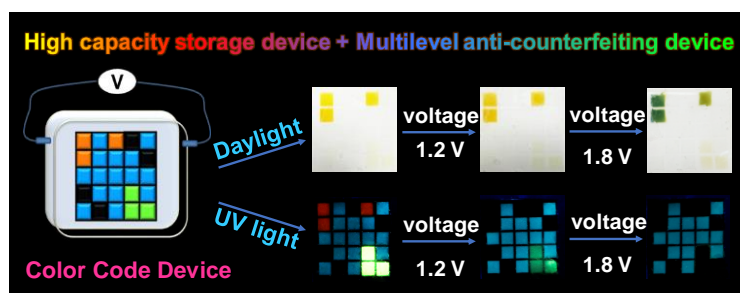 High capacity storage device + Multilevel anti-counterfeiting device
V
Daylight
voltage
1.2 V
voltage
1.8 V
UV light
voltage
1.2 V
voltage
1.8 V
Color Code Device